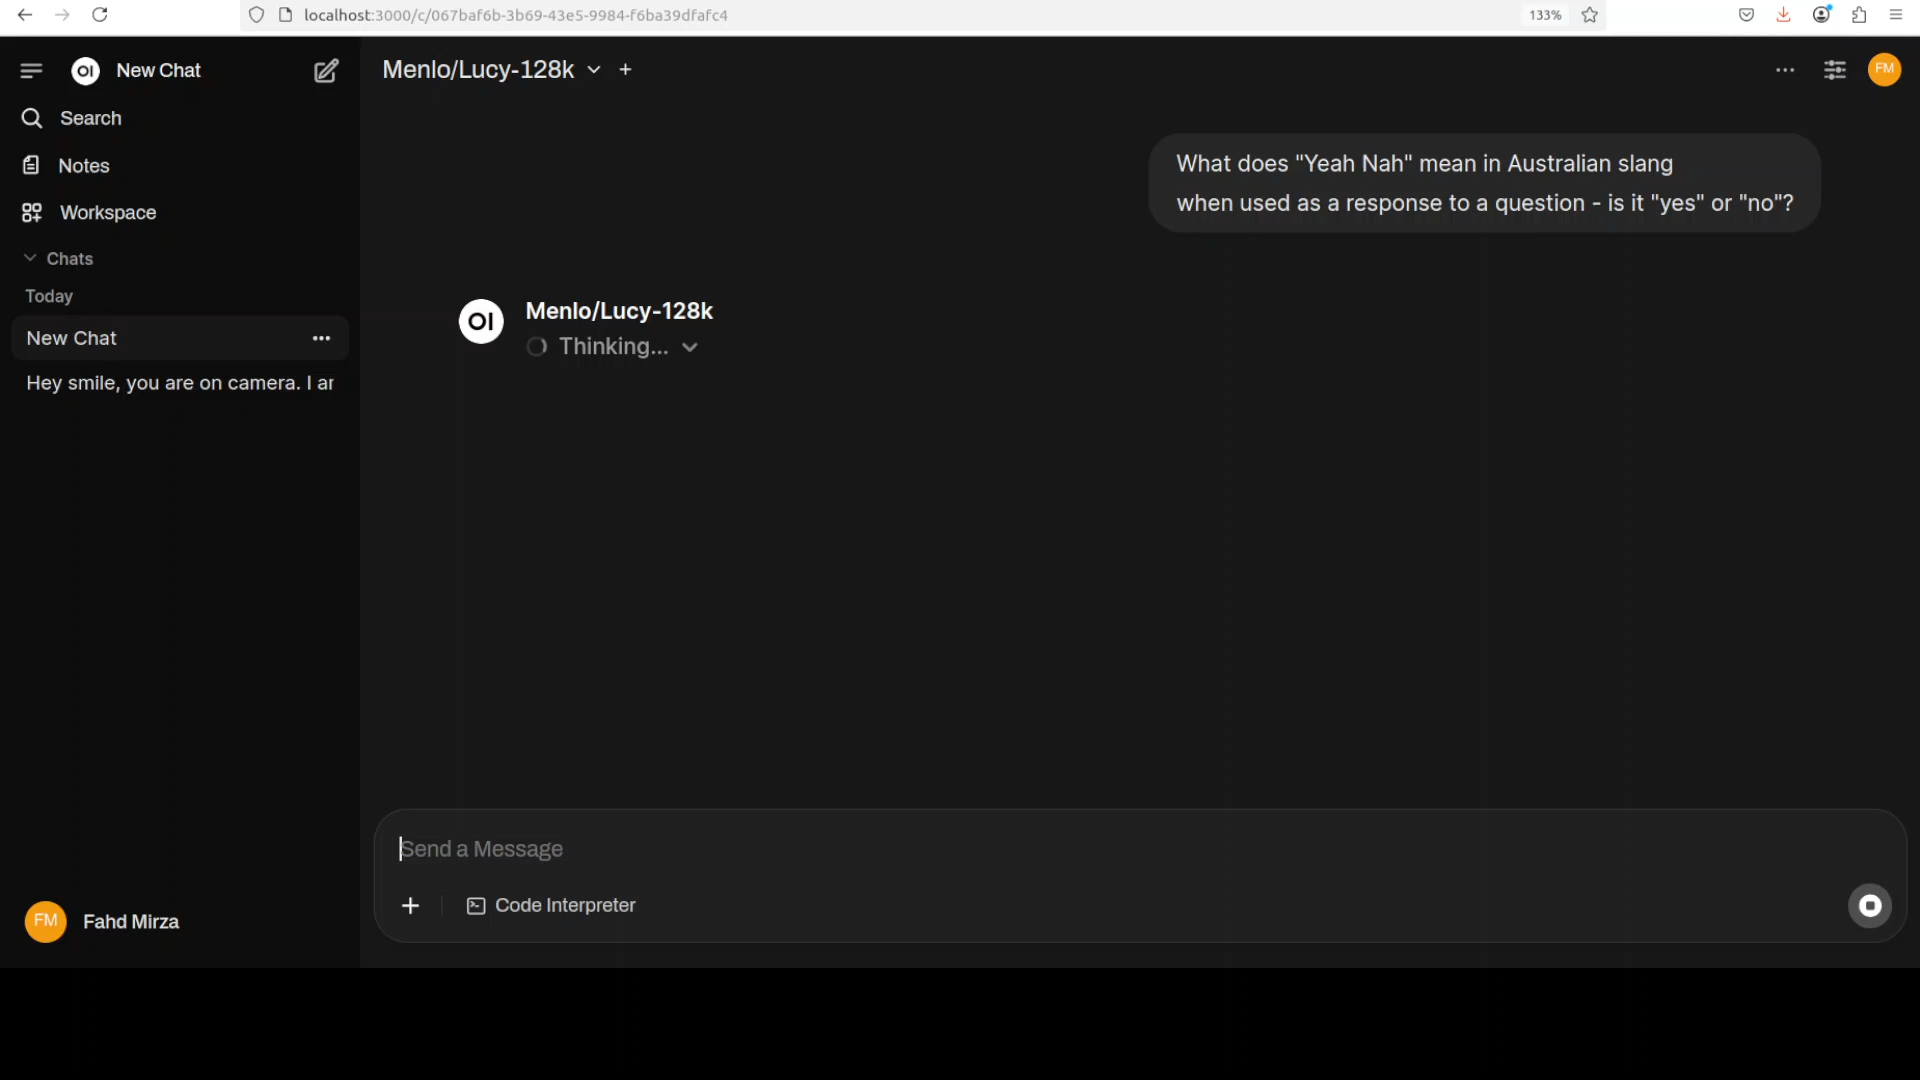 localhost:3000/c/067baf6b-3b69-43e5-9984-f6ba39dfafc4
133%
OI New Chat
Search
Notes
Workspace
Chats
Today
New Chat
Hey smile, you are on camera. I ar
FM Fahd Mirza
Menlo/Lucy-128k
FM
What does "Yeah Nah" mean in Australian slang
when used as a response to a question - is it "yes" or "no"?
OI Menlo/Lucy-128k
Thinking...
Send a Message
Code Interpreter